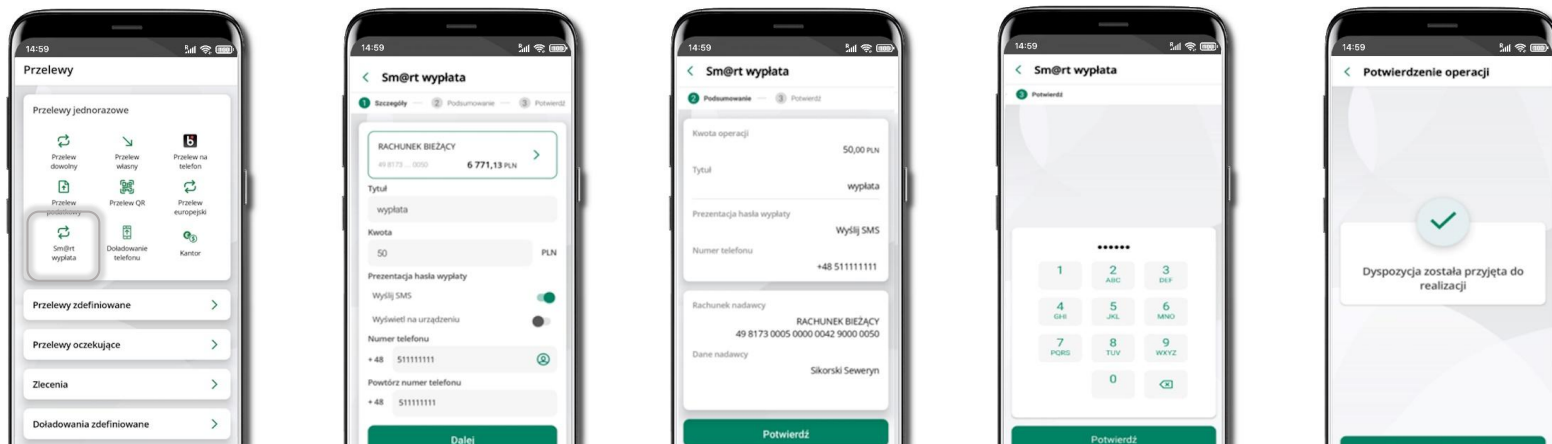 14:59
Przelewy
Przelewy jednorazowe
Przelew
dowolny
Przelew
własny
Przelew na
telefon
Przelew
podatkowy
Przelew QR
Przelew
europejski
Sm@rt
wypłata
Doładowanie
telefonu
Kantor
Przelewy zdefiniowane
Przelewy oczekujące
Zlecenia
Doładowania zdefiniowane
14:59
Sm@rt wypłata
1 Szczegóły
2 Podsumowanie
3 Potwierdź
RACHUNEK BIEŻĄCY
49 8173 ... 0050 6 771,13 PLN
Tytuł
wypłata
Kwota
50 PLN
Prezentacja hasła wypłaty
Wyślij SMS
Wyświetl na urządzeniu
Numer telefonu
+ 48 511111111
Powtórz numer telefonu
+ 48 511111111
Dalej
14:59
Sm@rt wypłata
2 Podsumowanie
3 Potwierdź
Kwota operacji
50,00 PLN
Tytuł
wypłata
Prezentacja hasła wypłaty
Wyślij SMS
Numer telefonu
+48 511111111
Rachunek nadawcy
RACHUNEK BIEŻĄCY
49 8173 0005 0000 0042 9000 0050
Dane nadawcy
Sikorski Seweryn
Potwierdź
14:59
Sm@rt wypłata
3 Potwierdź
••••••
1
2
ABC
3
DEF
4
GHI
5
JKL
6
MNO
7
PQRS
8
TUV
9
WXYZ
0
Potwierdź
14:59
Potwierdzenie operacji
Dyspozycja została przyjęta do
realizacji